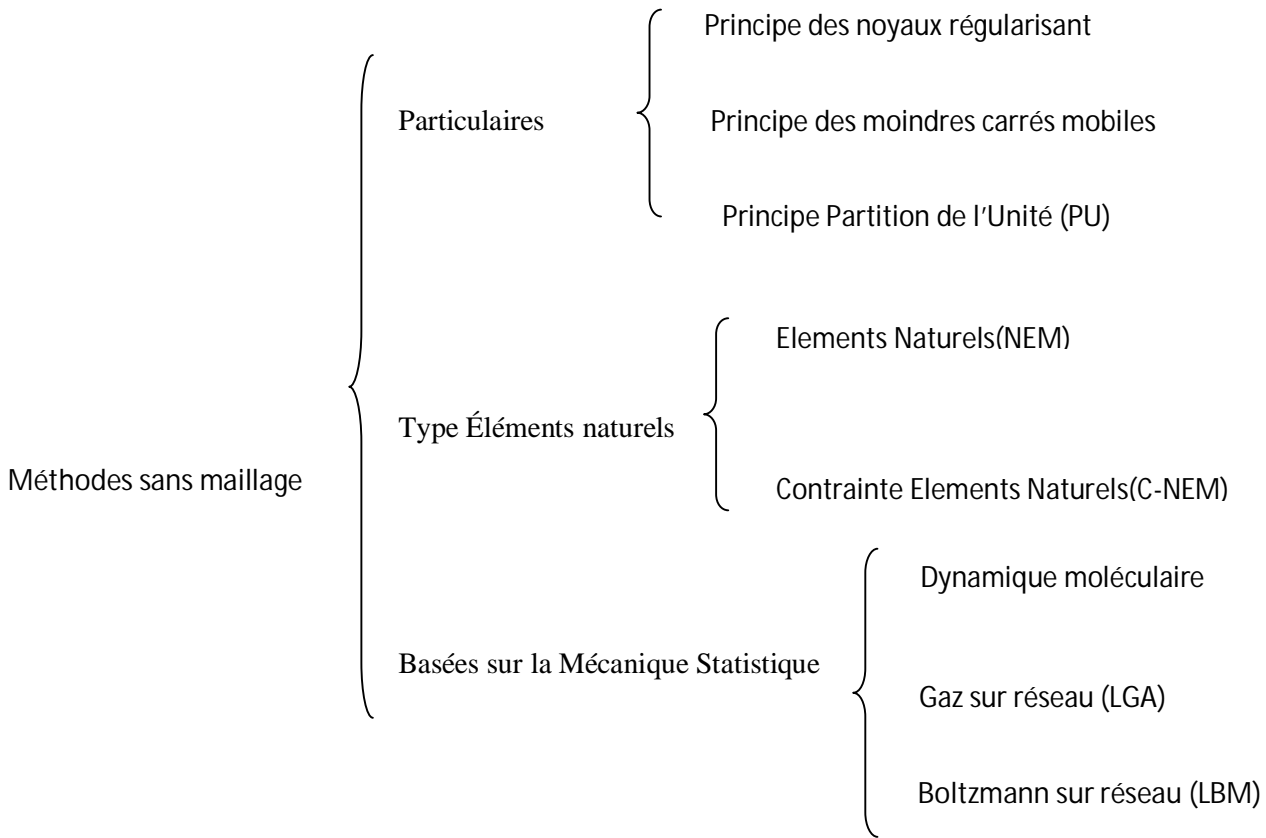 Méthodes sans maillage
Particulaires
Principe des noyaux régularisant
Principe des moindres carrés mobiles
Principe Partition de l’Unité (PU)
Type Éléments naturels
Elements Naturels(NEM)
Contrainte Elements Naturels(C-NEM)
Basées sur la Mécanique Statistique
Dynamique moléculaire
Gaz sur réseau (LGA)
Boltzmann sur réseau (LBM)